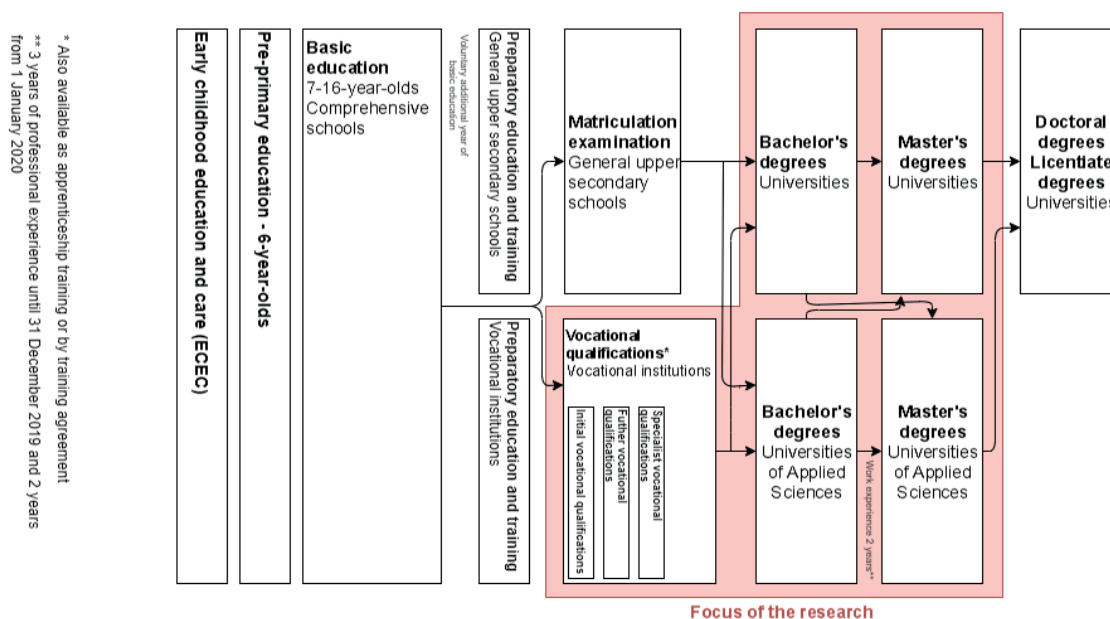 * Also available as apprenticeship training or by training agreement
** 3 years of professional experience until 31 December 2019 and 2 years
from 1 January 2020
Early childhood education and care (ECEC)
Pre-primary education - 6-year-olds
Basic
education
7-16-year-olds
Comprehensive
schools
Voluntary additional year of
basic education
Preparatory education and training
General upper secondary schools
Preparatory education and training
Vocational institutions
Matriculation
examination
General upper
secondary
schools
Vocational
qualifications*
Vocational institutions
Initial vocational qualifications
Futher vocational
qualifications
Specialist vocational
qualifications
Bachelor's
degrees
Universities
Master's
degrees
Universities
Bachelor's
degrees
Universities
of Applied
Sciences
Work experience 2 years**
Master's
degrees
Universities
of Applied
Sciences
Doctoral
degrees
Licentiate
degrees
Universities
Focus of the research